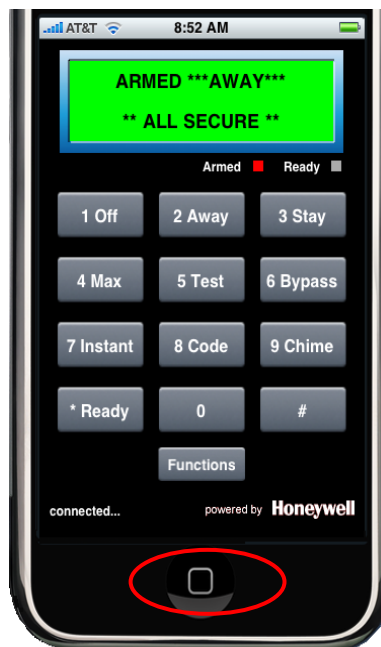 AT&T 8:52 AM
ARMED ***AWAY***
** ALL SECURE **
Armed Ready
1 Off 2 Away 3 Stay
4 Max 5 Test 6 Bypass
7 Instant 8 Code 9 Chime
* Ready 0 #
Functions
connected... powered by Honeywell